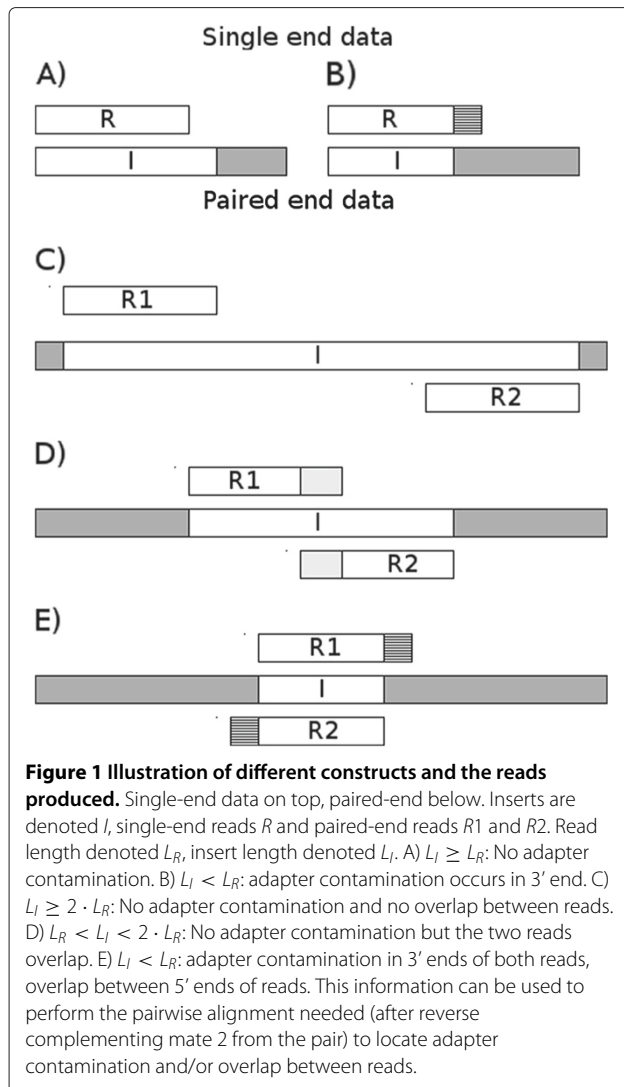 Single end data
A)
B)
R
R
I
I
Paired end data
C)
R1
I
R2
D)
R1
I
R2
E)
R1
I
R2
Figure 1 Illustration of different constructs and the reads
produced. Single-end data on top, paired-end below. Inserts are
denoted I, single-end reads R and paired-end reads R1 and R2. Read
length denoted L_R, insert length denoted L_I. A) L_I ≥ L_R: No adapter
contamination. B) L_I < L_R: adapter contamination occurs in 3' end. C)
L_I ≥ 2 · L_R: No adapter contamination and no overlap between reads.
D) L_R < L_I < 2 · L_R: No adapter contamination but the two reads
overlap. E) L_I < L_R: adapter contamination in 3' ends of both reads,
overlap between 5' ends of reads. This information can be used to
perform the pairwise alignment needed (after reverse
complementing mate 2 from the pair) to locate adapter
contamination and/or overlap between reads.